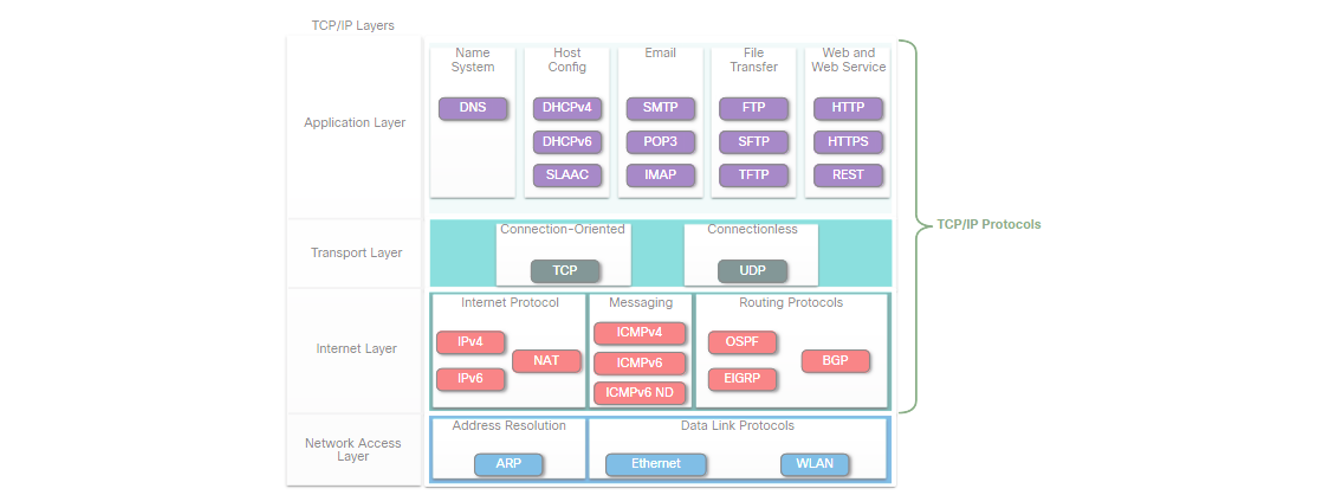 TCP/IP Layers
Application Layer
Name
System
DNS
Host
Config
DHCPv4
DHCPv6
SLAAC
Email
SMTP
POP3
IMAP
File
Transfer
FTP
SFTP
TFTP
Web and
Web Service
HTTP
HTTPS
REST
TCP/IP Protocols
Transport Layer
Connection-Oriented
TCP
Connectionless
UDP
Internet Layer
Internet Protocol
IPv4
NAT
IPv6
Messaging
ICMPv4
ICMPv6
ICMPv6 ND
Routing Protocols
OSPF
BGP
EIGRP
Network Access
Layer
Address Resolution
ARP
Data Link Protocols
Ethernet
WLAN